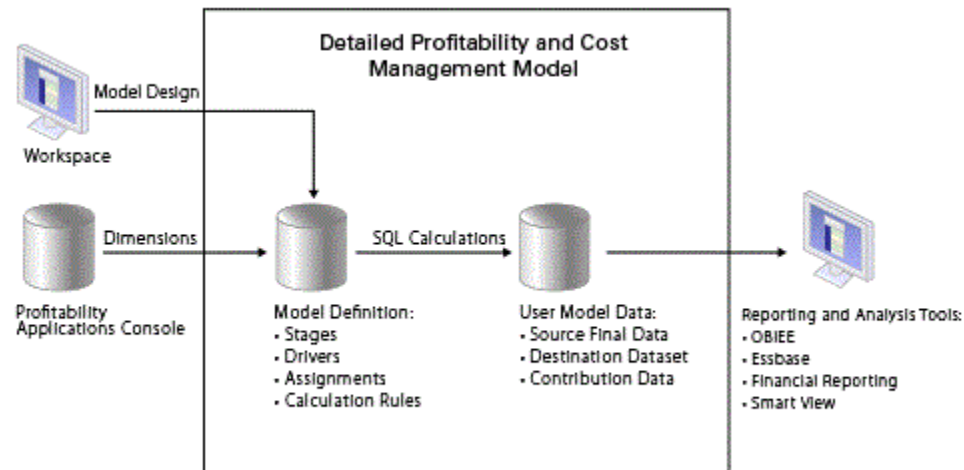 Detailed Profitability and Cost
Management Model
Model Design
Workspace
Dimensions
SQL Calculations
Profitability
Applications Console
Model Definition:
• Stages
• Drivers
• Assignments
• Calculation Rules
User Model Data:
• Source Final Data
• Destination Dataset
• Contribution Data
Reporting and Analysis Tools:
• OBIEE
• Essbase
• Financial Reporting
• Smart View